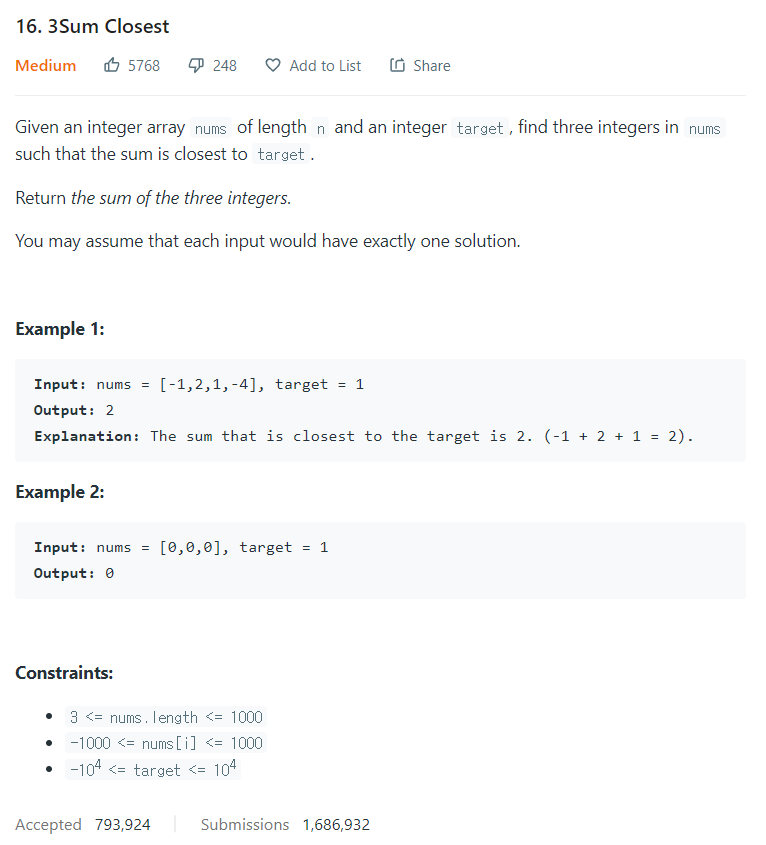 16. 3Sum Closest
Medium 5768 248 Add to List Share
Given an integer array nums of length n and an integer target, find three integers in nums
such that the sum is closest to target.
Return the sum of the three integers.
You may assume that each input would have exactly one solution.
Example 1:
Input: nums = [-1,2,1,-4], target = 1
Output: 2
Explanation: The sum that is closest to the target is 2. (-1 + 2 + 1 = 2).
Example 2:
Input: nums = [0,0,0], target = 1
Output: 0
Constraints:
• 3 <= nums.length <= 1000
• -1000 <= nums[i] <= 1000
• -10⁴ <= target <= 10⁴
Accepted 793,924 Submissions 1,686,932